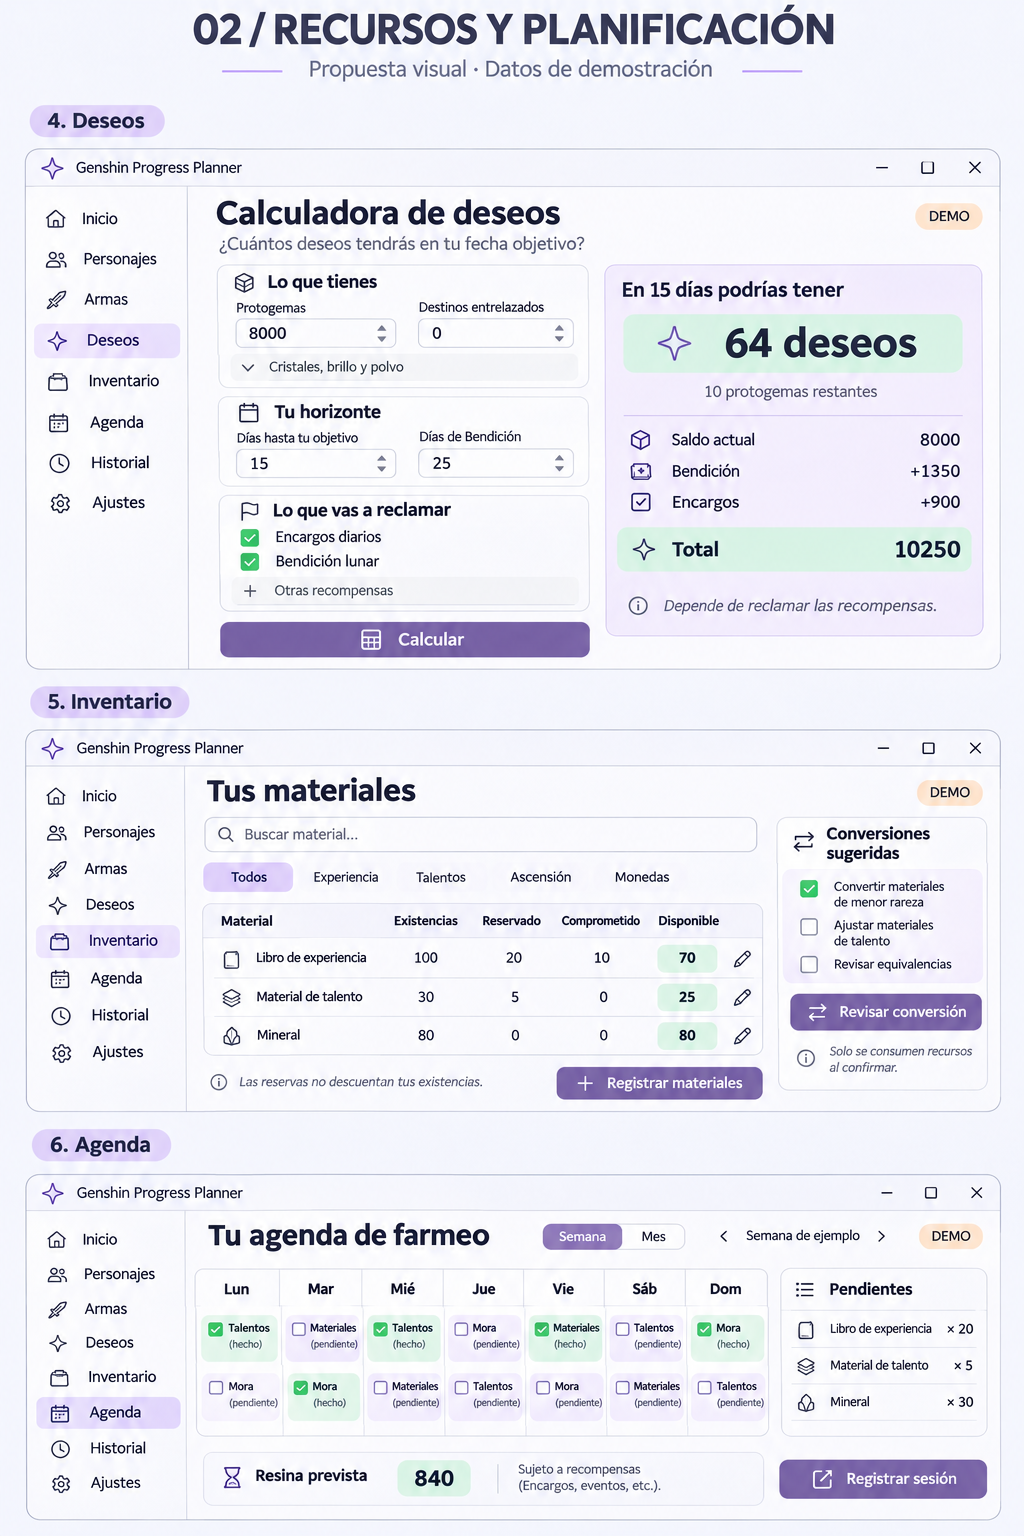 02 / RECURSOS Y PLANIFICACIÓN
Propuesta visual · Datos de demostración
4. Deseos
Genshin Progress Planner
Inicio
Personajes
Armas
Deseos
Inventario
Agenda
Historial
Ajustes
Calculadora de deseos
DEMO
¿Cuántos deseos tendrás en tu fecha objetivo?
Lo que tienes
Protogemas
Destinos entrelazados
8000
0
Cristales, brillo y polvo
Tu horizonte
Días hasta tu objetivo
Días de Bendición
15
25
Lo que vas a reclamar
Encargos diarios
Bendición lunar
Otras recompensas
Calcular
En 15 días podrías tener
64 deseos
10 protogemas restantes
Saldo actual 8000
Bendición +1350
Encargos +900
Total 10250
Depende de reclamar las recompensas.
5. Inventario
Genshin Progress Planner
Inicio
Personajes
Armas
Deseos
Inventario
Agenda
Historial
Ajustes
Tus materiales
DEMO
Buscar material...
Todos Experiencia Talentos Ascensión Monedas
Material Existencias Reservado Comprometido Disponible
Libro de experiencia 100 20 10 70
Material de talento 30 5 0 25
Mineral 80 0 0 80
Las reservas no descuentan tus existencias.
Registrar materiales
Conversiones
sugeridas
Convertir materiales
de menor rareza
Ajustar materiales
de talento
Revisar equivalencias
Revisar conversión
Solo se consumen recursos
al confirmar.
6. Agenda
Genshin Progress Planner
Inicio
Personajes
Armas
Deseos
Inventario
Agenda
Historial
Ajustes
Tu agenda de farmeo
Semana Mes
Semana de ejemplo
DEMO
Lun Mar Mié Jue Vie Sáb Dom
Talentos Materiales Talentos Mora Materiales Talentos Mora
(hecho) (pendiente) (hecho) (pendiente) (hecho) (pendiente) (hecho)
Mora Mora Materiales Talentos Mora Materiales Talentos
(pendiente) (hecho) (pendiente) (pendiente) (pendiente) (pendiente) (pendiente)
Pendientes
Libro de experiencia × 20
Material de talento × 5
Mineral × 30
Resina prevista 840
Sujeto a recompensas
(Encargos, eventos, etc.).
Registrar sesión